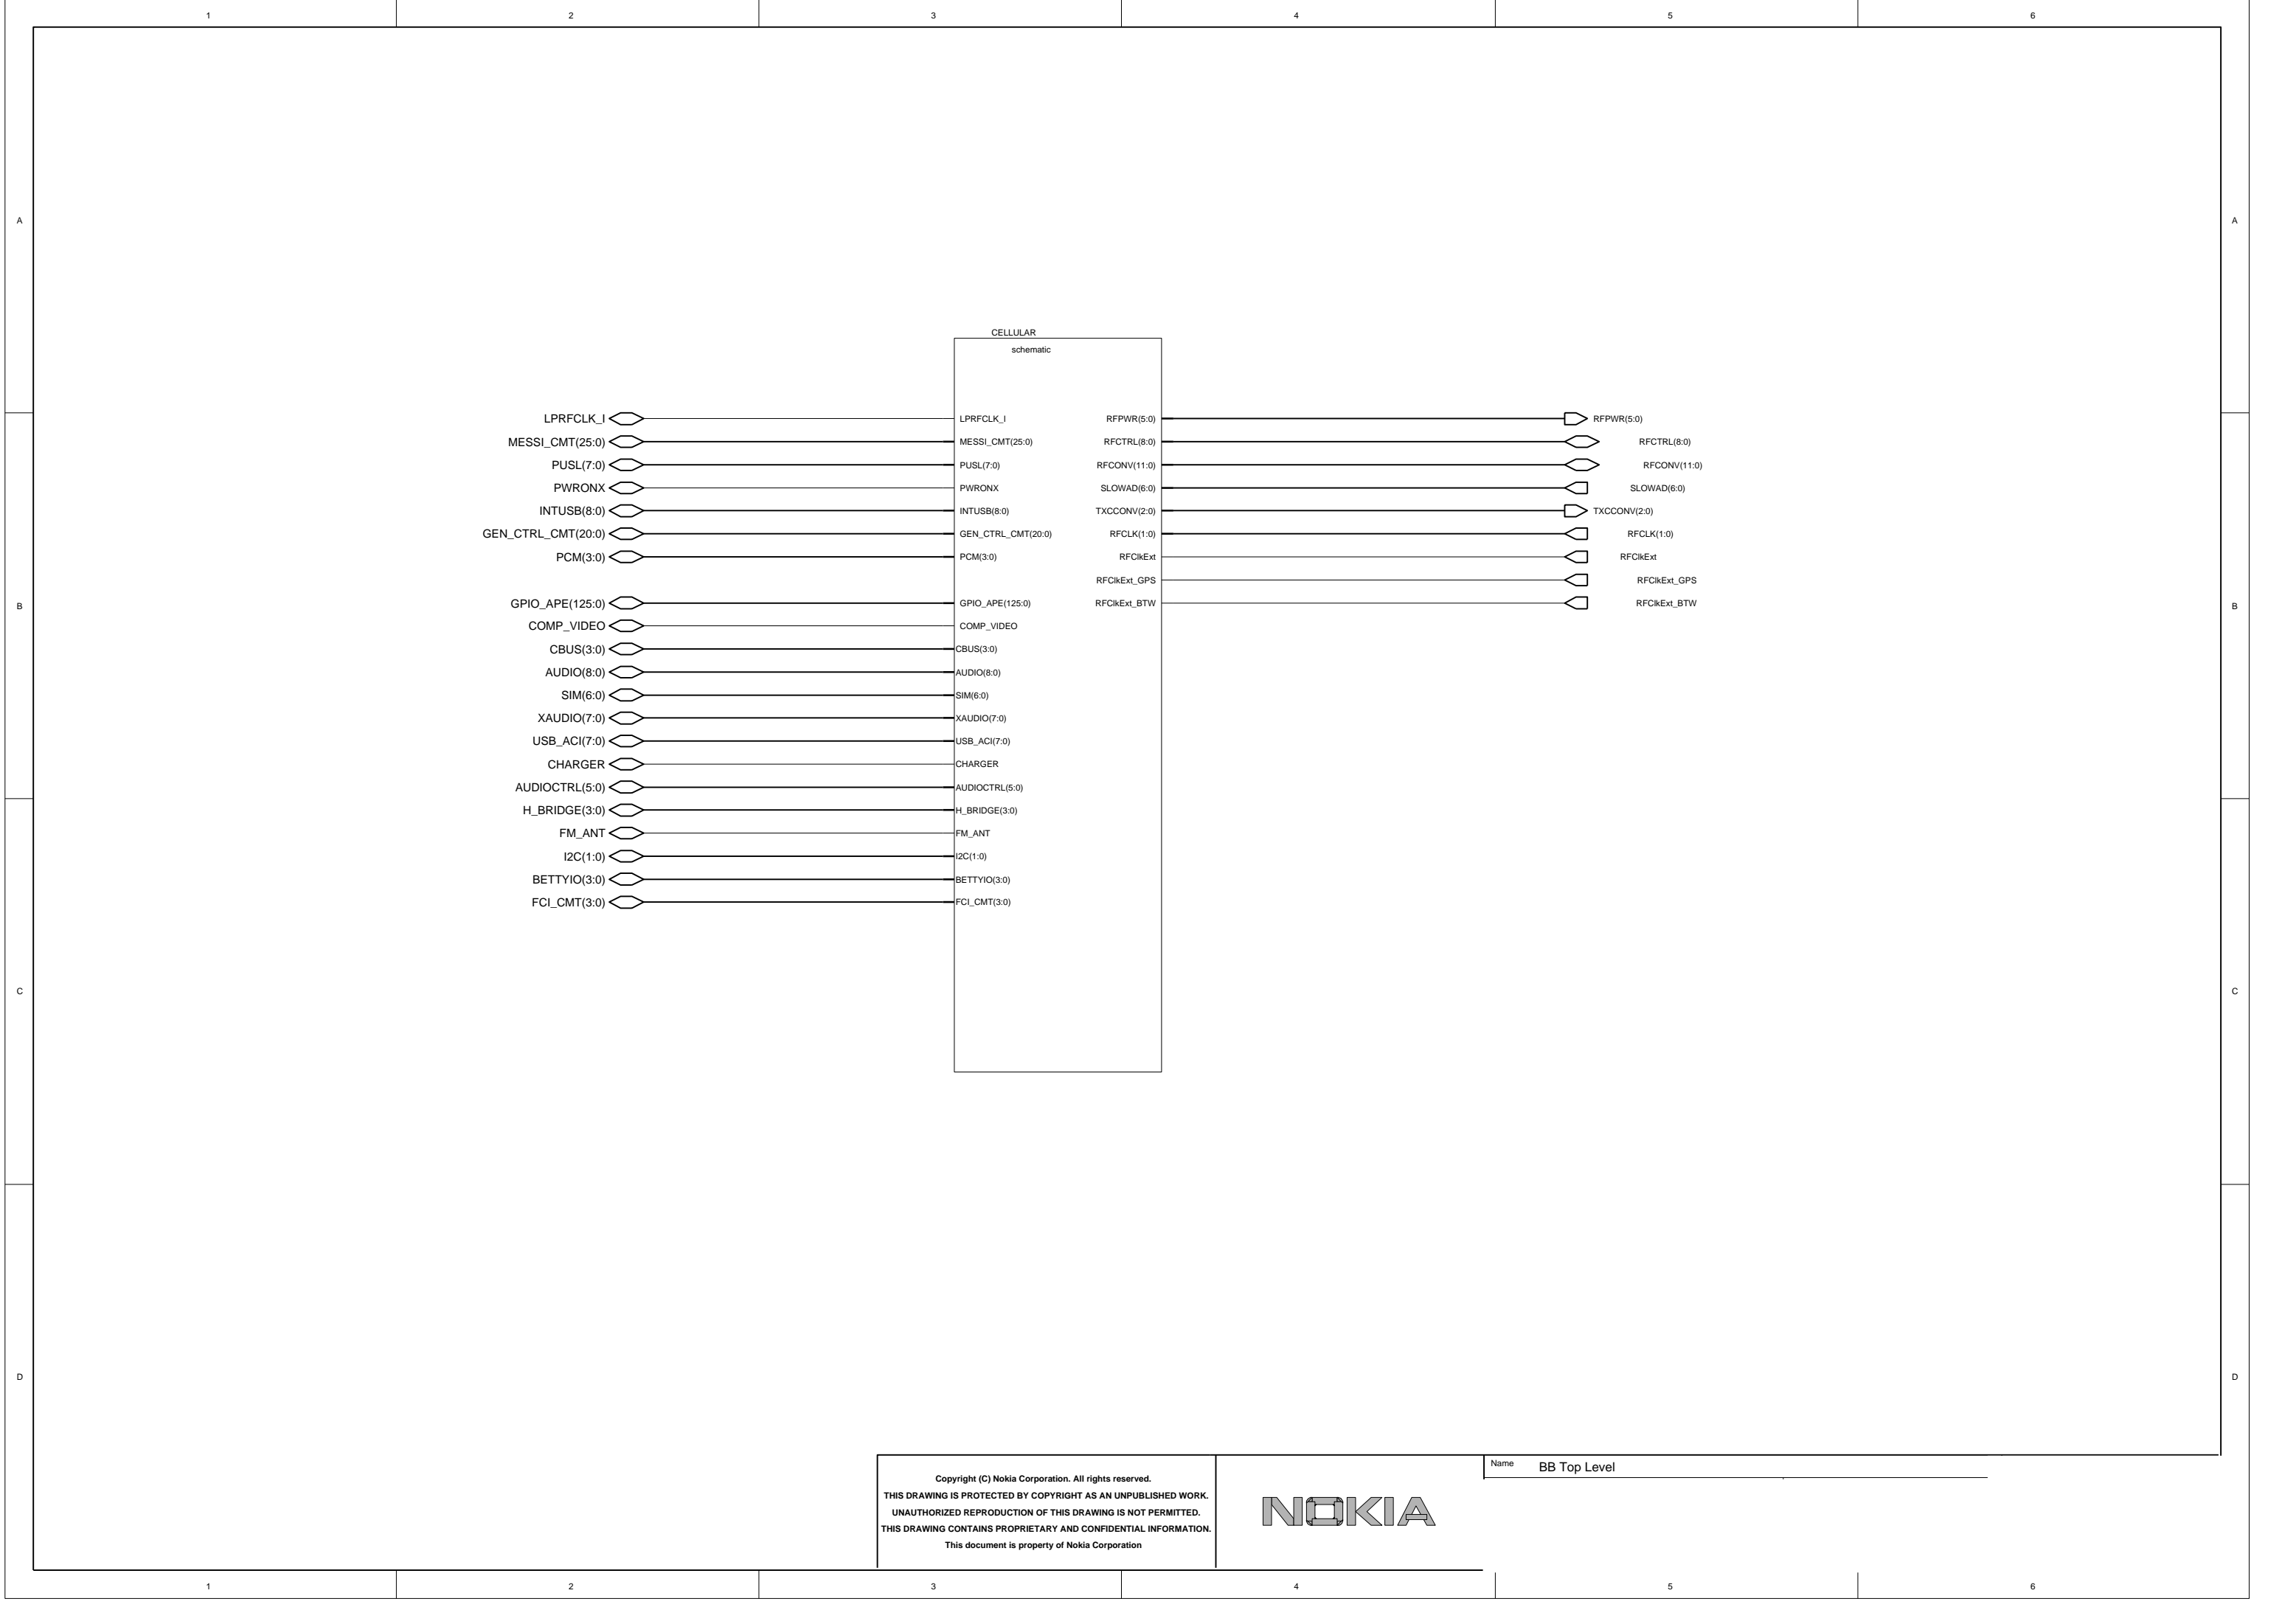 1 2 3 4 5 6
A A
CELLULAR
schematic
LPRFCLK_I LPRFCLK_I RFPWR(5:0) RFPWR(5:0)
MESSI_CMT(25:0) MESSI_CMT(25:0) RFCTRL(8:0) RFCTRL(8:0)
PUSL(7:0) PUSL(7:0) RFCONV(11:0) RFCONV(11:0)
PWRONX PWRONX SLOWAD(6:0) SLOWAD(6:0)
INTUSB(8:0) INTUSB(8:0) TXCCONV(2:0) TXCCONV(2:0)
GEN_CTRL_CMT(20:0) GEN_CTRL_CMT(20:0) RFCLK(1:0) RFCLK(1:0)
PCM(3:0) PCM(3:0) RFClkExt RFClkExt
RFClkExt_GPS RFClkExt_GPS
GPIO_APE(125:0) GPIO_APE(125:0) RFClkExt_BTW RFClkExt_BTW
B B
COMP_VIDEO COMP_VIDEO
CBUS(3:0) CBUS(3:0)
AUDIO(8:0) AUDIO(8:0)
SIM(6:0) SIM(6:0)
XAUDIO(7:0) XAUDIO(7:0)
USB_ACI(7:0) USB_ACI(7:0)
CHARGER CHARGER
AUDIOCTRL(5:0) AUDIOCTRL(5:0)
H_BRIDGE(3:0) H_BRIDGE(3:0)
FM_ANT FM_ANT
I2C(1:0) I2C(1:0)
BETTYIO(3:0) BETTYIO(3:0)
FCI_CMT(3:0) FCI_CMT(3:0)
C C
D D
Copyright (C) Nokia Corporation. All rights reserved.
THIS DRAWING IS PROTECTED BY COPYRIGHT AS AN UNPUBLISHED WORK.
UNAUTHORIZED REPRODUCTION OF THIS DRAWING IS NOT PERMITTED.
THIS DRAWING CONTAINS PROPRIETARY AND CONFIDENTIAL INFORMATION.
This document is property of Nokia Corporation
NOKIA
Name BB Top Level
1 2 3 4 5 6